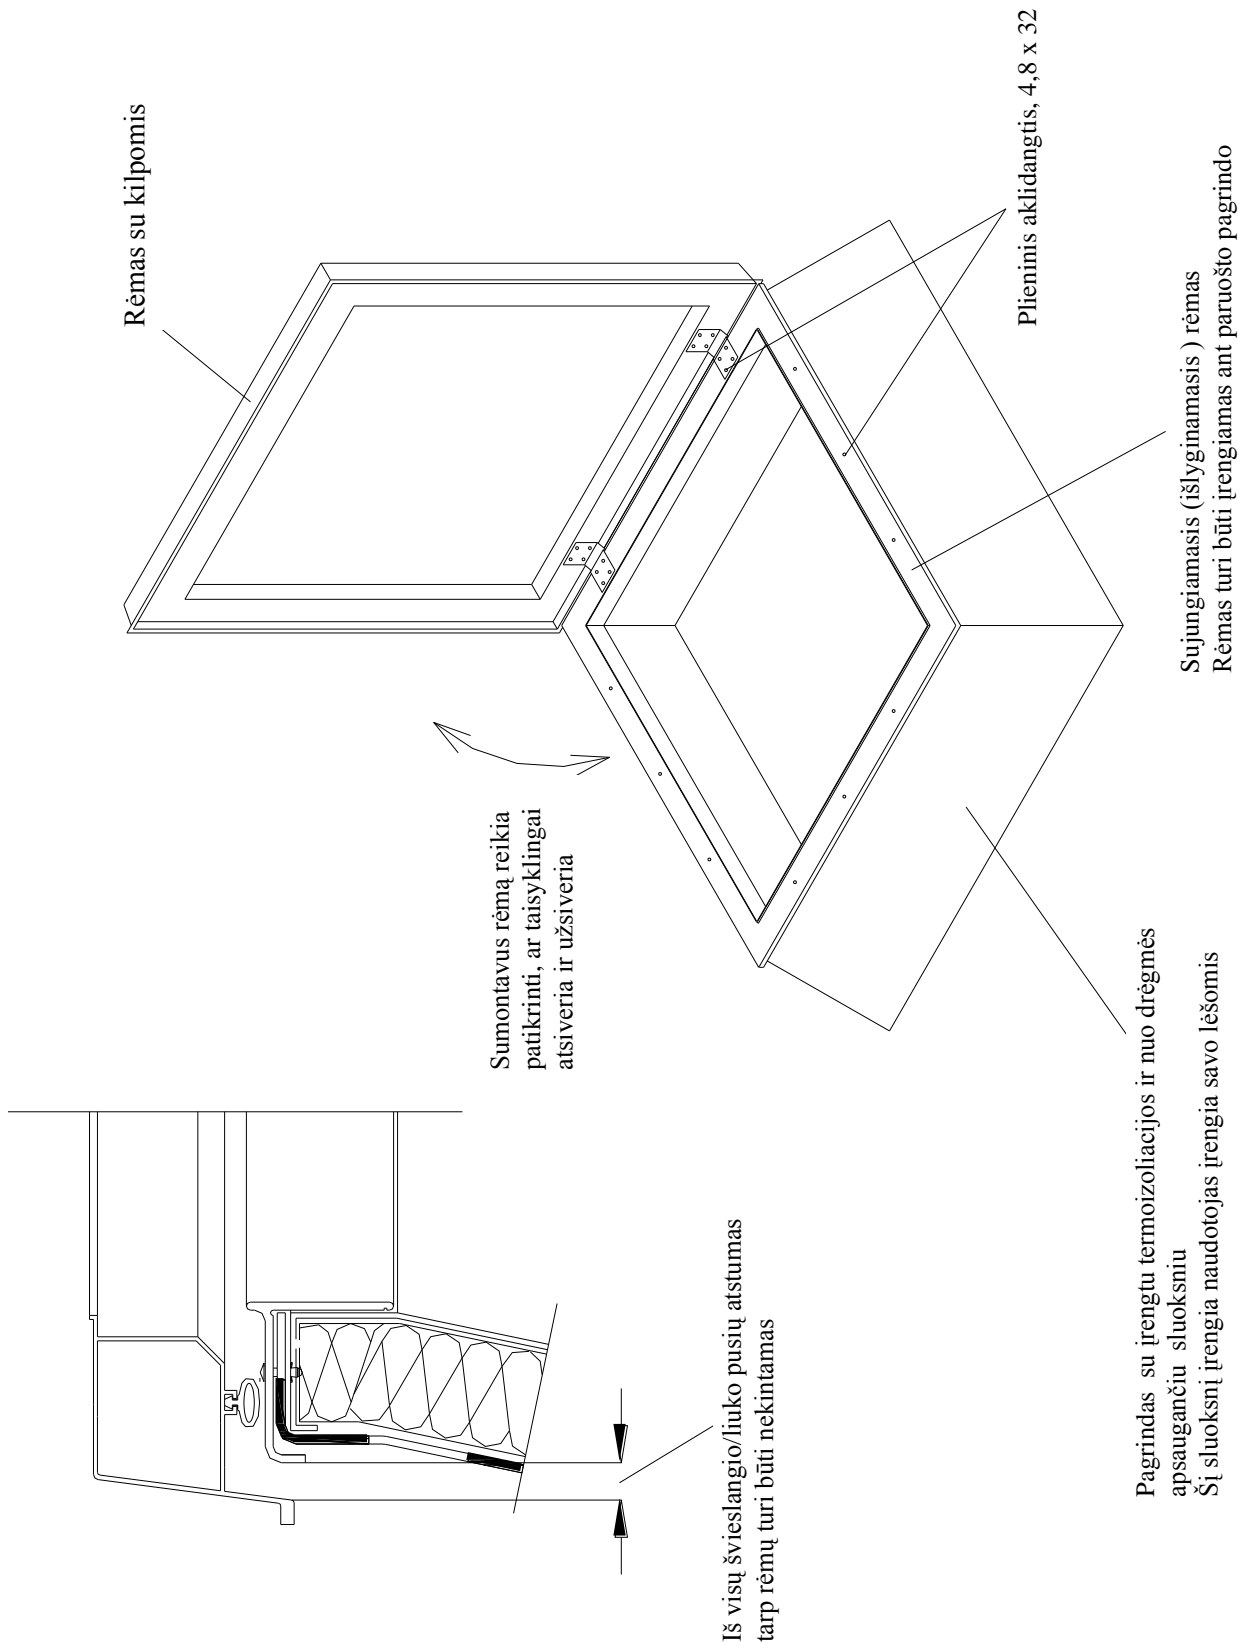 Rėmas su kilpomis
Plieninis aklidangtis, 4,8 x 32
Sumontavus rėmą reikia
patikrinti, ar taisyklingai
atsiveria ir užsiveria
Sujungiamasis (išlyginamasis ) rėmas
Rėmas turi būti įrengiamas ant paruošto pagrindo
Iš visų švieslangio/liuko pusių atstumas
tarp rėmų turi būti nekintamas
Pagrindas su įrengtu termoizoliacijos ir nuo drėgmės
apsaugančiu sluoksniu
Šį sluoksnį įrengia naudotojas įrengia savo lėšomis